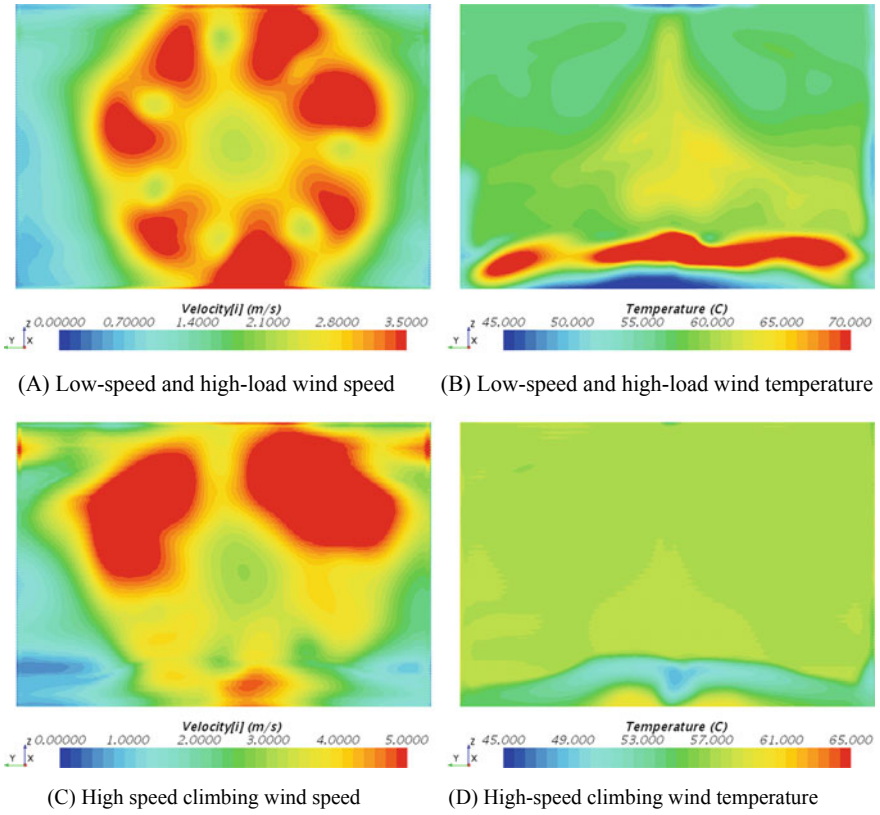 Velocity[i] (m/s)
0.00000 0.70000 1.4000 2.1000 2.8000 3.5000
Z
Y X
Temperature (C)
45.000 50.000 55.000 60.000 65.000 70.000
Z
Y X
(A) Low-speed and high-load wind speed
(B) Low-speed and high-load wind temperature
Velocity[i] (m/s)
0.00000 1.0000 2.0000 3.0000 4.0000 5.0000
Z
Y X
Temperature (C)
45.000 49.000 53.000 57.000 61.000 65.000
Z
Y X
(C) High speed climbing wind speed
(D) High-speed climbing wind temperature